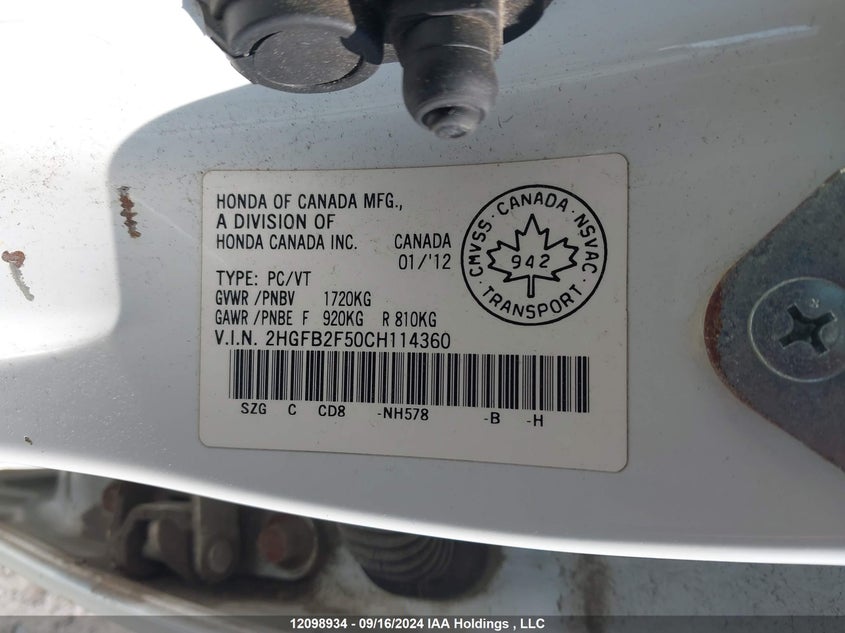 HONDA OF CANADA MFG.,
A DIVISION OF
HONDA CANADA INC. CANADA
01/'12
TYPE: PC/VT
GVWR /PNBV 1720KG
GAWR /PNBE F 920KG R 810KG
V.I.N. 2HGFB2F50CH114360
SZG C CD8 -NH578 -B -H
CMVSS · CANADA · NSVAC
942
TRANSPORT
12098934 - 09/16/2024 IAA Holdings , LLC